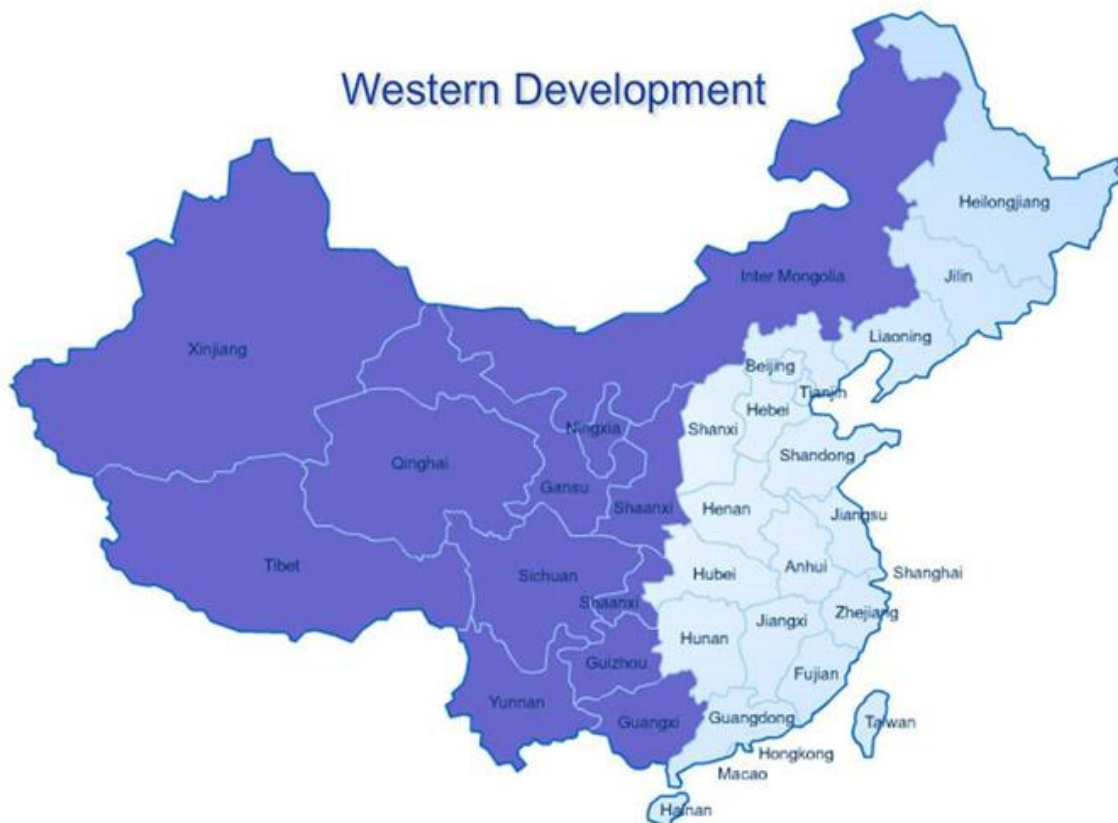 Western Development
Heilongjiang
Jilin
Inter Mongolia
Liaoning
Xinjiang
Beijing
Tianjin
Hebei
Ningxia
Shanxi
Shandong
Qinghai
Gansu
Shaanxi
Henan
Jiangsu
Tibet
Sichuan
Hubei
Anhui
Shanghai
Shaanxi
Zhejiang
Hunan
Jiangxi
Guizhou
Fujian
Yunnan
Guangxi
Guangdong
Taiwan
Hongkong
Macao
Hainan